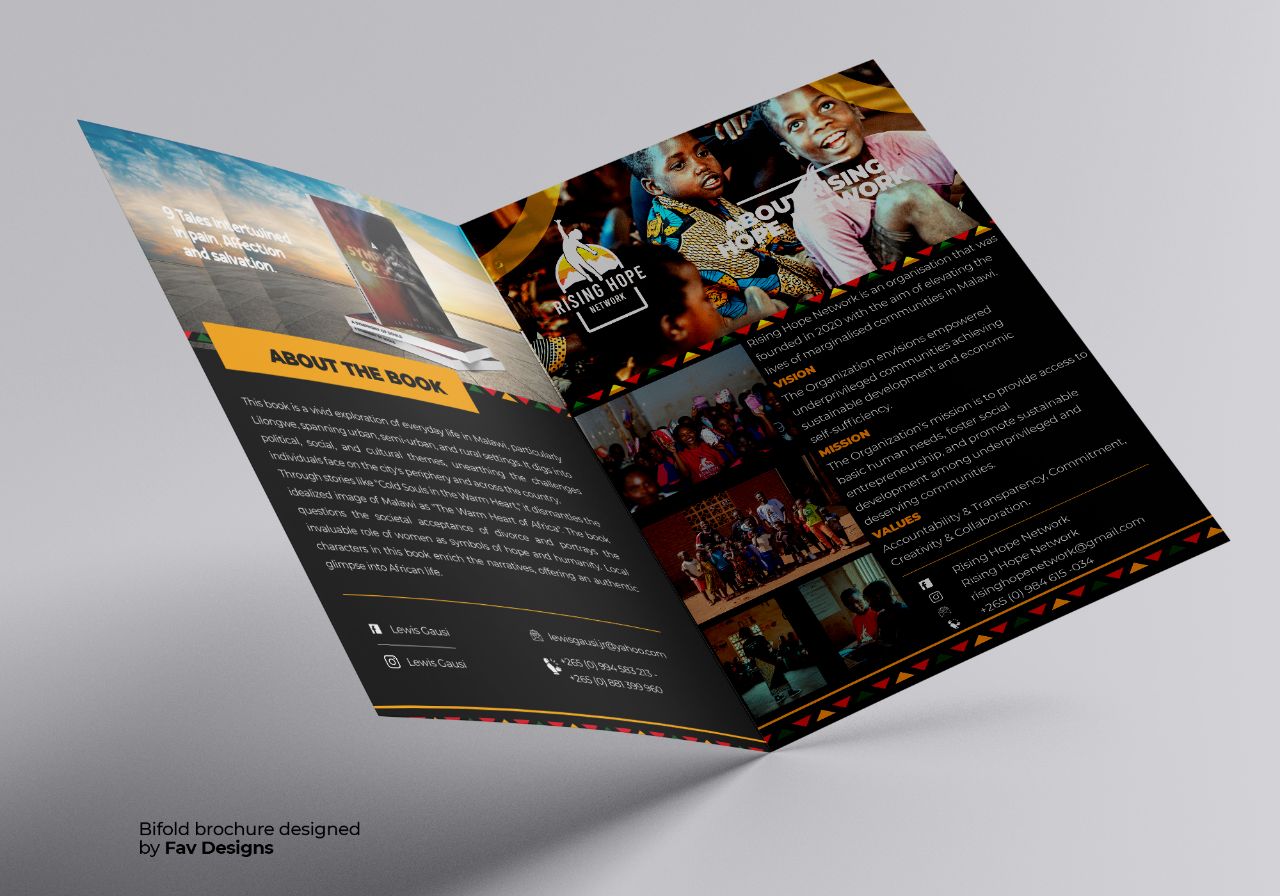 9 Tales intertwined
in pain, Affection
and salvation.
A
SYMP
OF
A SYMPHONY OF SOULS
ABOUT THE BOOK
This book is a vivid exploration of everyday life in Malawi, particularly
Lilongwe, spanning urban, semi-urban, and rural settings. It digs into
political, social, and cultural themes, unearthing the challenges
individuals face on the city's periphery and across the country.
Through stories like "Cold Souls in the Warm Heart," it dismantles the
idealized image of Malawi as "The Warm Heart of Africa". The book
questions the societal acceptance of divorce and portrays the
invaluable role of women as symbols of hope and humanity. Local
characters in this book enrich the narratives, offering an authentic
glimpse into African life.
Lewis Gausi
Lewis Gausi
lewisgausi.jr@yahoo.com
+265 (0) 994 583 213 -
+265 (0) 881 399 960
RISING HOPE
NETWORK
ABOUT RISING
HOPE NETWORK
Rising Hope Network is an organisation that was
founded in 2020 with the aim of elevating the
lives of marginalised communities in Malawi.
VISION
The Organization envisions empowered
underprivileged communities achieving
sustainable development and economic
self-sufficiency.
MISSION
The Organization's mission is to provide access to
basic human needs, foster social
entrepreneurship, and promote sustainable
development among underprivileged and
deserving communities.
VALUES
Accountability & Transparency, Commitment,
Creativity & Collaboration.
Rising Hope Network
Rising Hope Network
risinghopenetwork@gmail.com
+265 (0) 984 615 -034
Bifold brochure designed
by Fav Designs